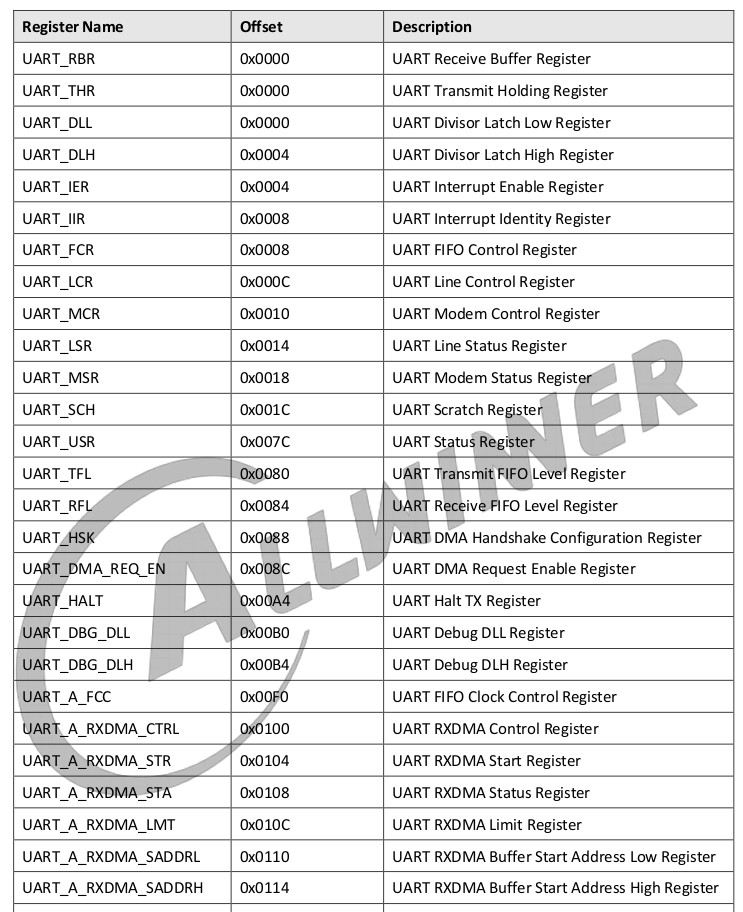 Register Name Offset Description
UART_RBR 0x0000 UART Receive Buffer Register
UART_THR 0x0000 UART Transmit Holding Register
UART_DLL 0x0000 UART Divisor Latch Low Register
UART_DLH 0x0004 UART Divisor Latch High Register
UART_IER 0x0004 UART Interrupt Enable Register
UART_IIR 0x0008 UART Interrupt Identity Register
UART_FCR 0x0008 UART FIFO Control Register
UART_LCR 0x000C UART Line Control Register
UART_MCR 0x0010 UART Modem Control Register
UART_LSR 0x0014 UART Line Status Register
UART_MSR 0x0018 UART Modem Status Register
UART_SCH 0x001C UART Scratch Register
UART_USR 0x007C UART Status Register
UART_TFL 0x0080 UART Transmit FIFO Level Register
UART_RFL 0x0084 UART Receive FIFO Level Register
UART_HSK 0x0088 UART DMA Handshake Configuration Register
UART_DMA_REQ_EN 0x008C UART DMA Request Enable Register
UART_HALT 0x00A4 UART Halt TX Register
UART_DBG_DLL 0x00B0 UART Debug DLL Register
UART_DBG_DLH 0x00B4 UART Debug DLH Register
UART_A_FCC 0x00F0 UART FIFO Clock Control Register
UART_A_RXDMA_CTRL 0x0100 UART RXDMA Control Register
UART_A_RXDMA_STR 0x0104 UART RXDMA Start Register
UART_A_RXDMA_STA 0x0108 UART RXDMA Status Register
UART_A_RXDMA_LMT 0x010C UART RXDMA Limit Register
UART_A_RXDMA_SADDRL 0x0110 UART RXDMA Buffer Start Address Low Register
UART_A_RXDMA_SADDRH 0x0114 UART RXDMA Buffer Start Address High Register
ALLWINNER